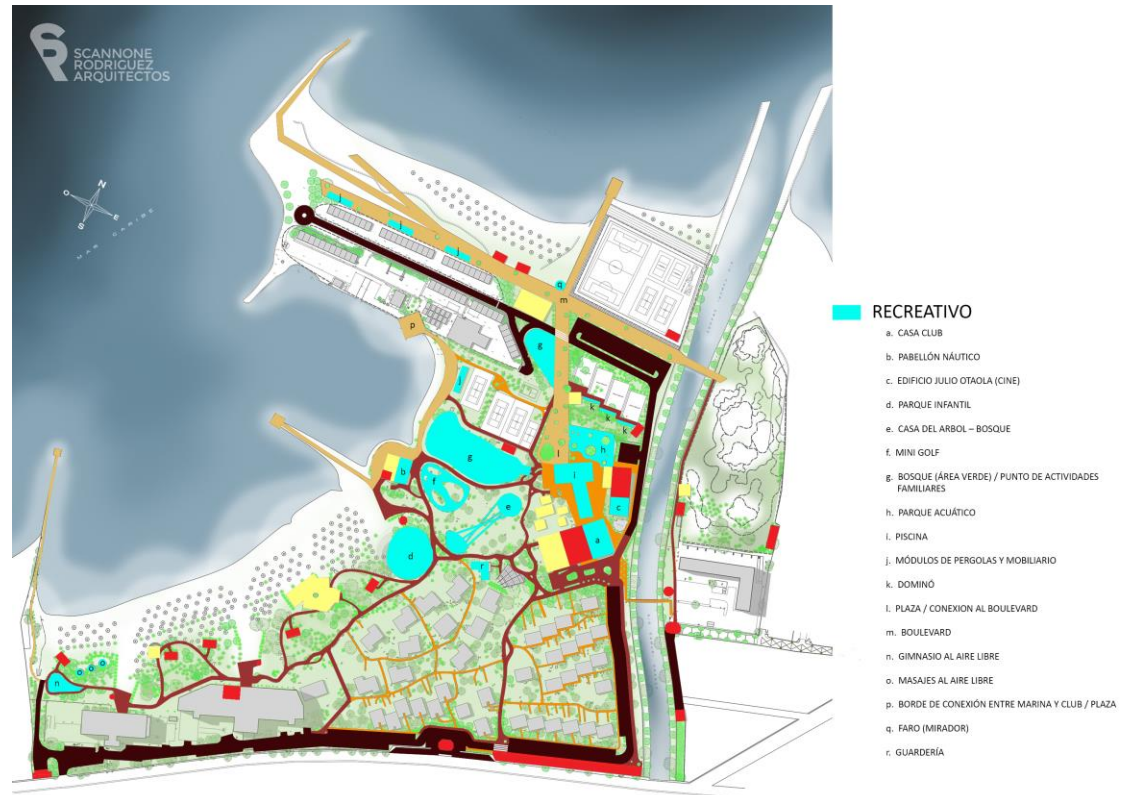 SCANNONE
RODRIGUEZ
ARQUITECTOS
N
O
E
S
MAR CARIBE
j
j
j
q
m
p
g
j
k
k
k
h
l
g
b
f
i
e
c
a
d
r
n
o
o
o
RECREATIVO
a. CASA CLUB
b. PABELLÓN NÁUTICO
c. EDIFICIO JULIO OTAOLA (CINE)
d. PARQUE INFANTIL
e. CASA DEL ARBOL – BOSQUE
f. MINI GOLF
g. BOSQUE (ÁREA VERDE) / PUNTO DE ACTIVIDADES
FAMILIARES
h. PARQUE ACUÁTICO
i. PISCINA
j. MÓDULOS DE PERGOLAS Y MOBILIARIO
k. DOMINÓ
l. PLAZA / CONEXION AL BOULEVARD
m. BOULEVARD
n. GIMNASIO AL AIRE LIBRE
o. MASAJES AL AIRE LIBRE
p. BORDE DE CONEXIÓN ENTRE MARINA Y CLUB / PLAZA
q. FARO (MIRADOR)
r. GUARDERÍA